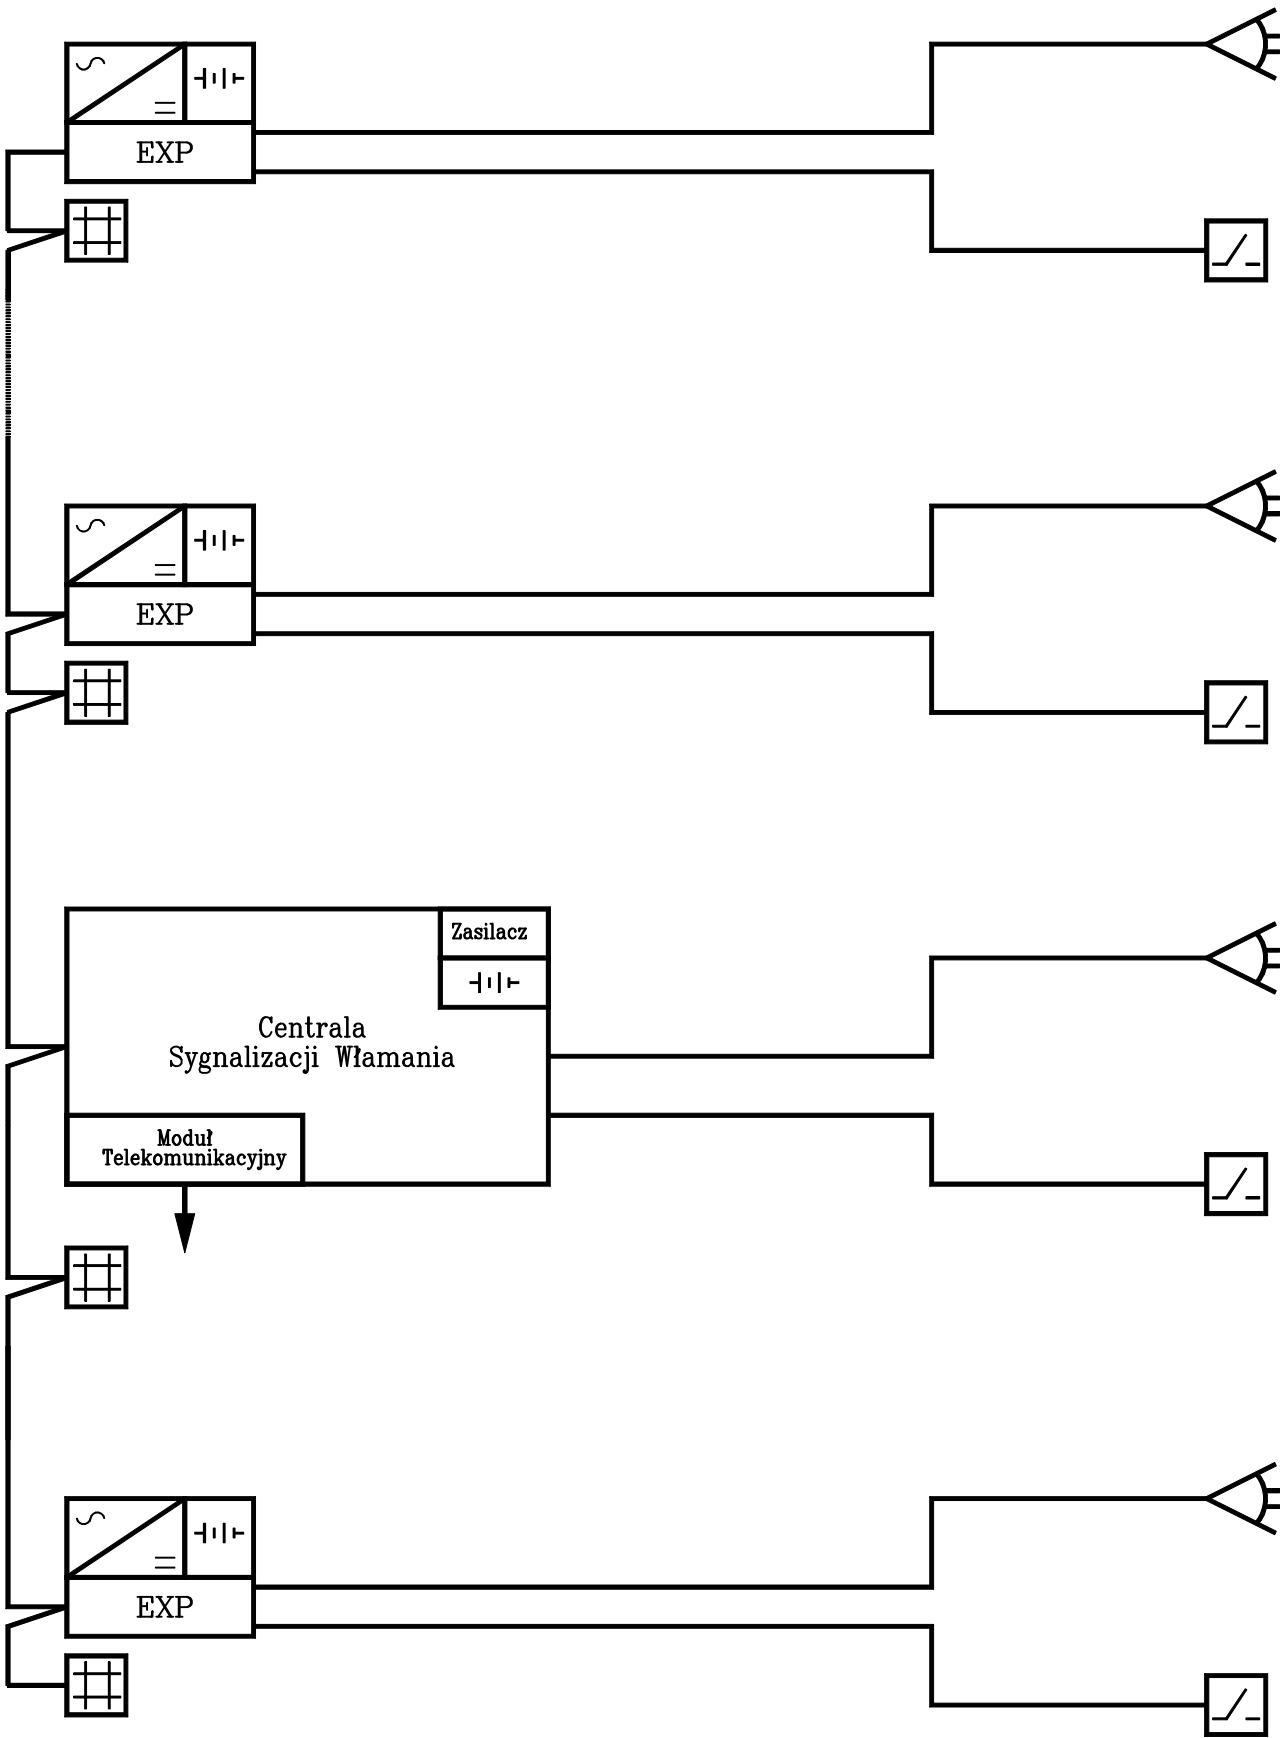 EXP
EXP
Zasilacz
Centrala
Sygnalizacji Włamania
Moduł
Telekomunikacyjny
EXP